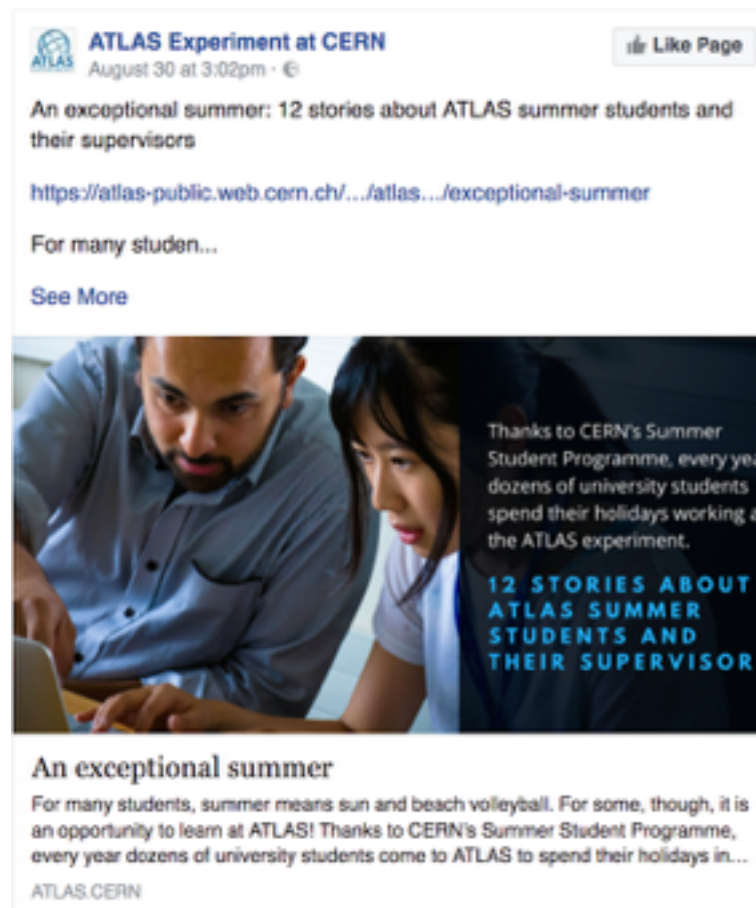 ATLAS
ATLAS Experiment at CERN
Like Page
August 30 at 3:02pm ·
An exceptional summer: 12 stories about ATLAS summer students and
their supervisors
https://atlas-public.web.cern.ch/.../atlas.../exceptional-summer
For many studen...
See More
Thanks to CERN's Summer
Student Programme, every yea
dozens of university students
spend their holidays working a
the ATLAS experiment.
12 STORIES ABOUT
ATLAS SUMMER
STUDENTS AND
THEIR SUPERVISOR
An exceptional summer
For many students, summer means sun and beach volleyball. For some, though, it is
an opportunity to learn at ATLAS! Thanks to CERN's Summer Student Programme,
every year dozens of university students come to ATLAS to spend their holidays in...
ATLAS.CERN